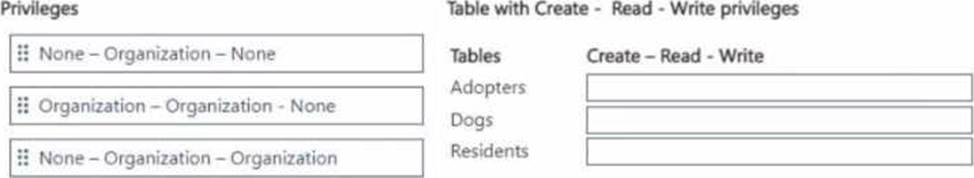 Privileges
None – Organization – None
Organization – Organization - None
None – Organization – Organization
Table with Create - Read - Write privileges
Tables Create – Read - Write
Adopters
Dogs
Residents